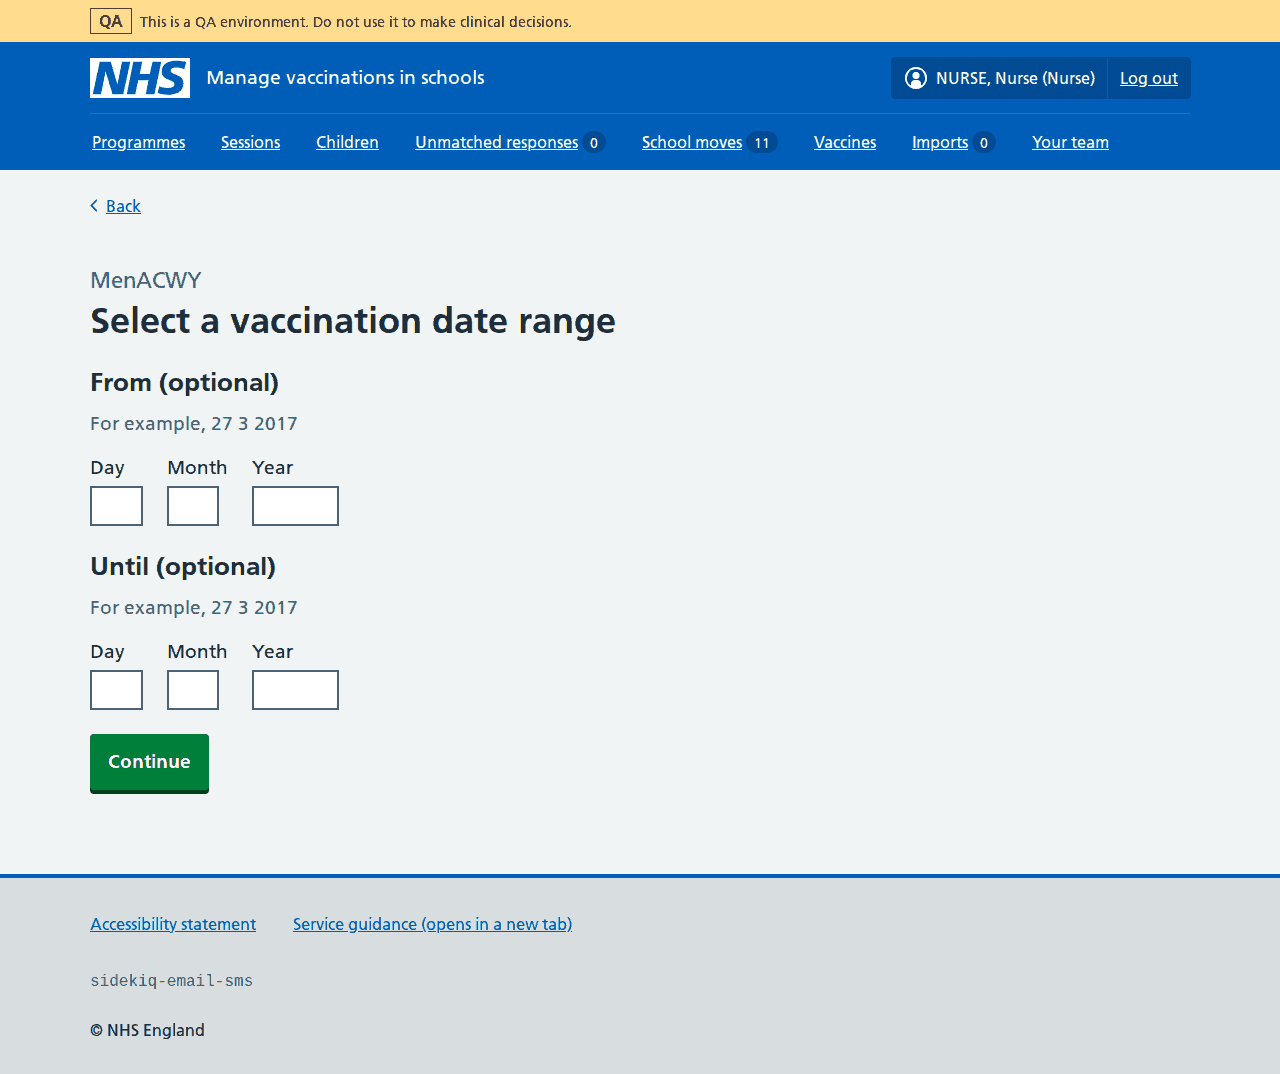 QA This is a QA environment. Do not use it to make clinical decisions.
NHS Manage vaccinations in schools NURSE, Nurse (Nurse) Log out
Programmes Sessions Children Unmatched responses 0 School moves 11 Vaccines Imports 0 Your team
Back
MenACWY
Select a vaccination date range
From (optional)
For example, 27 3 2017
Day Month Year
Until (optional)
For example, 27 3 2017
Day Month Year
Continue
Accessibility statement Service guidance (opens in a new tab)
sidekiq-email-sms
© NHS England